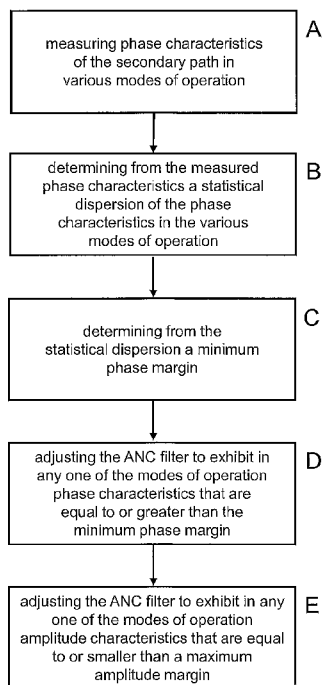 A
measuring phase characteristics
of the secondary path in
various modes of operation
B
determining from the measured
phase characteristics a statistical
dispersion of the phase
characteristics in the various
modes of operation
C
determining from the
statistical dispersion a minimum
phase margin
D
adjusting the ANC filter to exhibit in
any one of the modes of operation
phase characteristics that are
equal to or greater than the
minimum phase margin
E
adjusting the ANC filter to exhibit in any
one of the modes of operation
amplitude characteristics that are equal
to or smaller than a maximum
amplitude margin